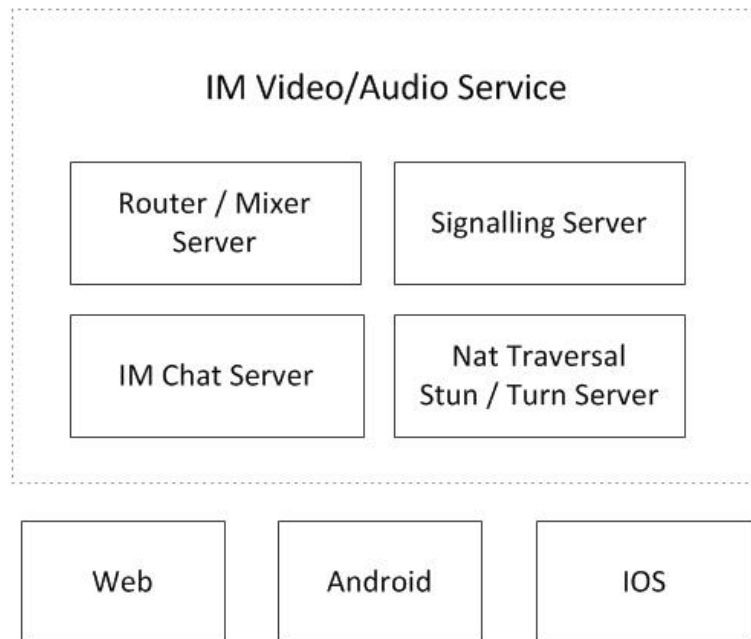 IM Video/Audio Service
Router / Mixer
Server
Signalling Server
IM Chat Server
Nat Traversal
Stun / Turn Server
Web
Android
IOS